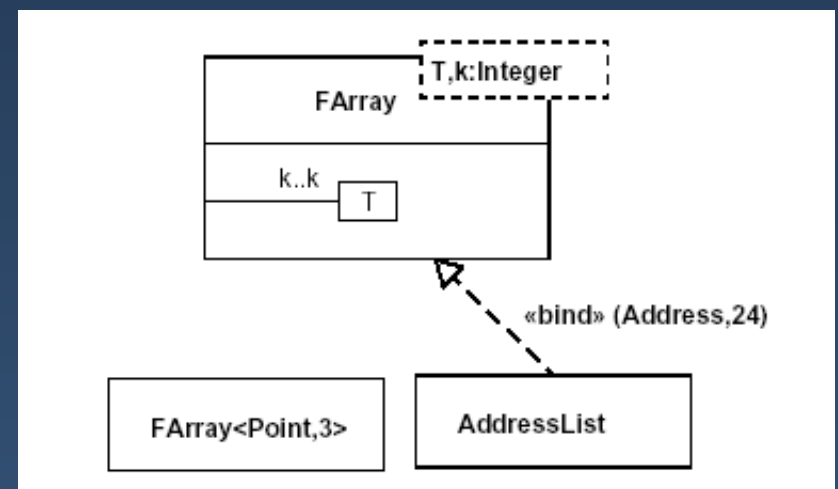 T,k:Integer
FArray
k..k
T
«bind» (Address,24)
FArray<Point,3>
AddressList